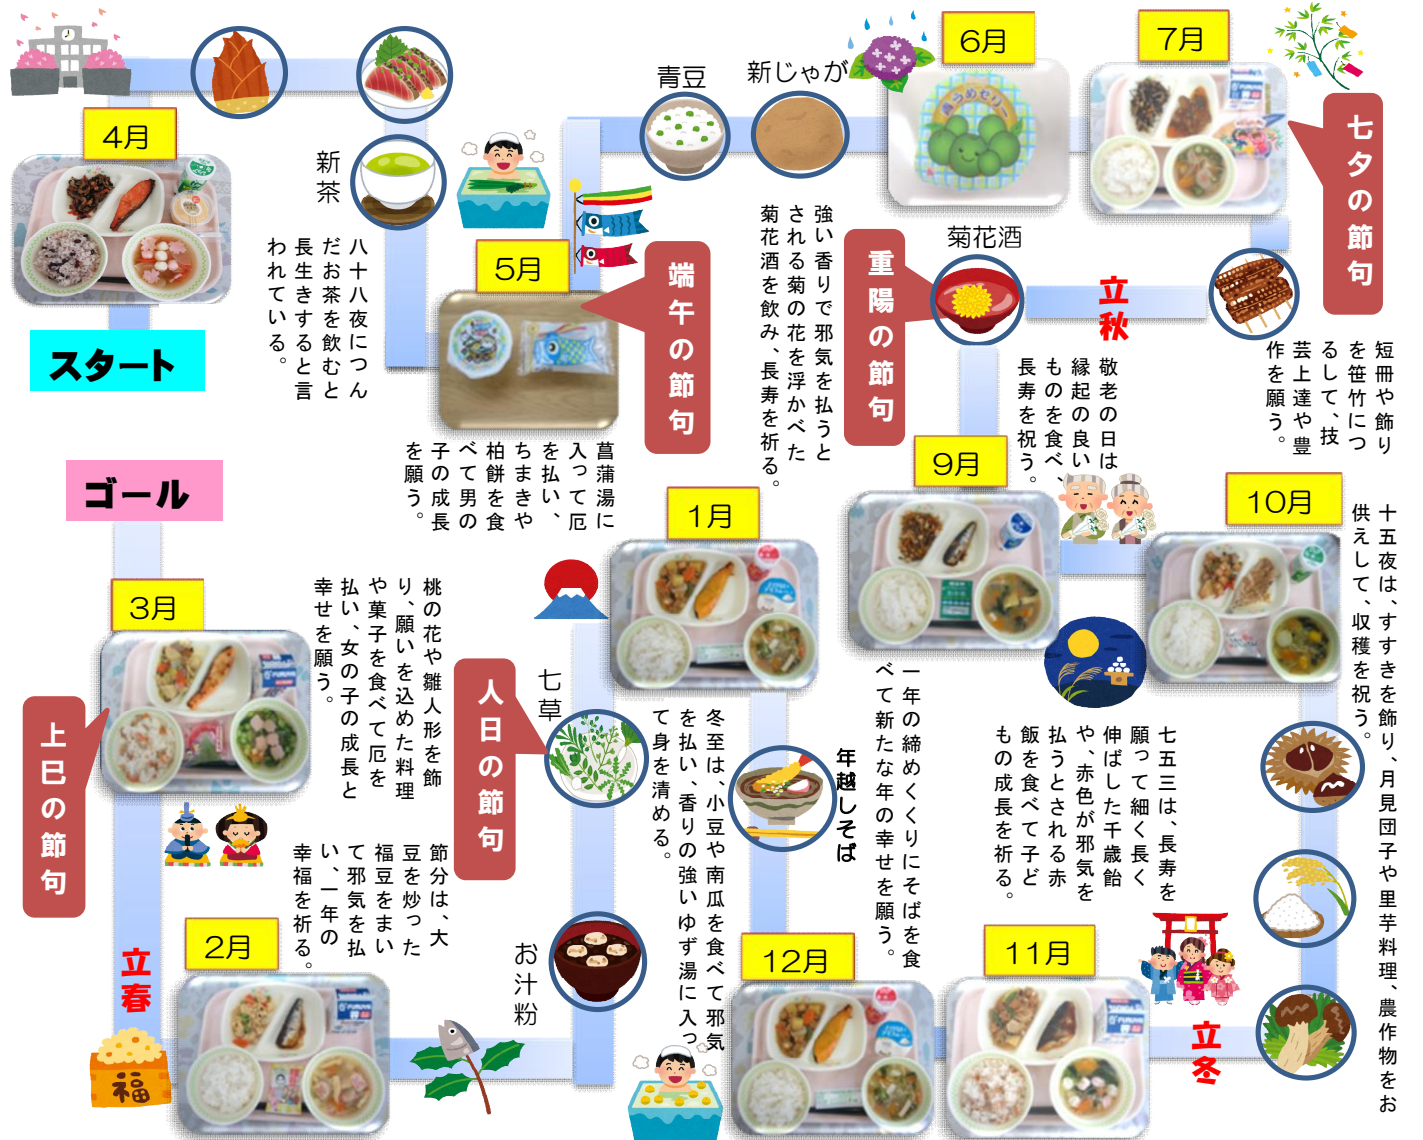 4月
スタート
新茶
八十八夜につん
だお茶を飲むと
長生きすると言
われている。
5月
端午の節句
菖蒲湯に
入って厄
を払い、
ちまきや
柏餅を食
べて男の
子の成長
を願う。
青豆
新じゃが
6月
青うめゼリー
7月
七夕の節句
短冊や飾り
を笹竹につ
るして、技
芸上達や豊
作を願う。
立秋
菊花酒
重陽の節句
強い香りで邪気を払うと
される菊の花を浮かべた
菊花酒を飲み、長寿を祈る。
9月
敬老の日は
縁起の良い
ものを食べ、
長寿を祝う。
10月
十五夜は、すすきを飾り、月見団子や里芋料理、農作物をお
供えして、収穫を祝う。
立冬
11月
七五三は、長寿を
願って細く長く
伸ばした千歳飴
や、赤色が邪気を
払うとされる赤
飯を食べて子ど
もの成長を祈る。
12月
一年の締めくくりにそばを食
べて新たな年の幸せを願う。
年越しそば
冬至は、小豆や南瓜を食べて邪気
を払い、香りの強いゆず湯に入っ
て身を清める。
1月
七草
人日の節句
お汁粉
2月
節分は、大
豆を炒った
福豆をまい
て邪気を払
い、一年の
幸福を祈る。
福
立春
3月
上巳の節句
桃の花や雛人形を飾
り、願いを込めた料理
や菓子を食べて厄を
払い、女の子の成長と
幸せを願う。
ゴール